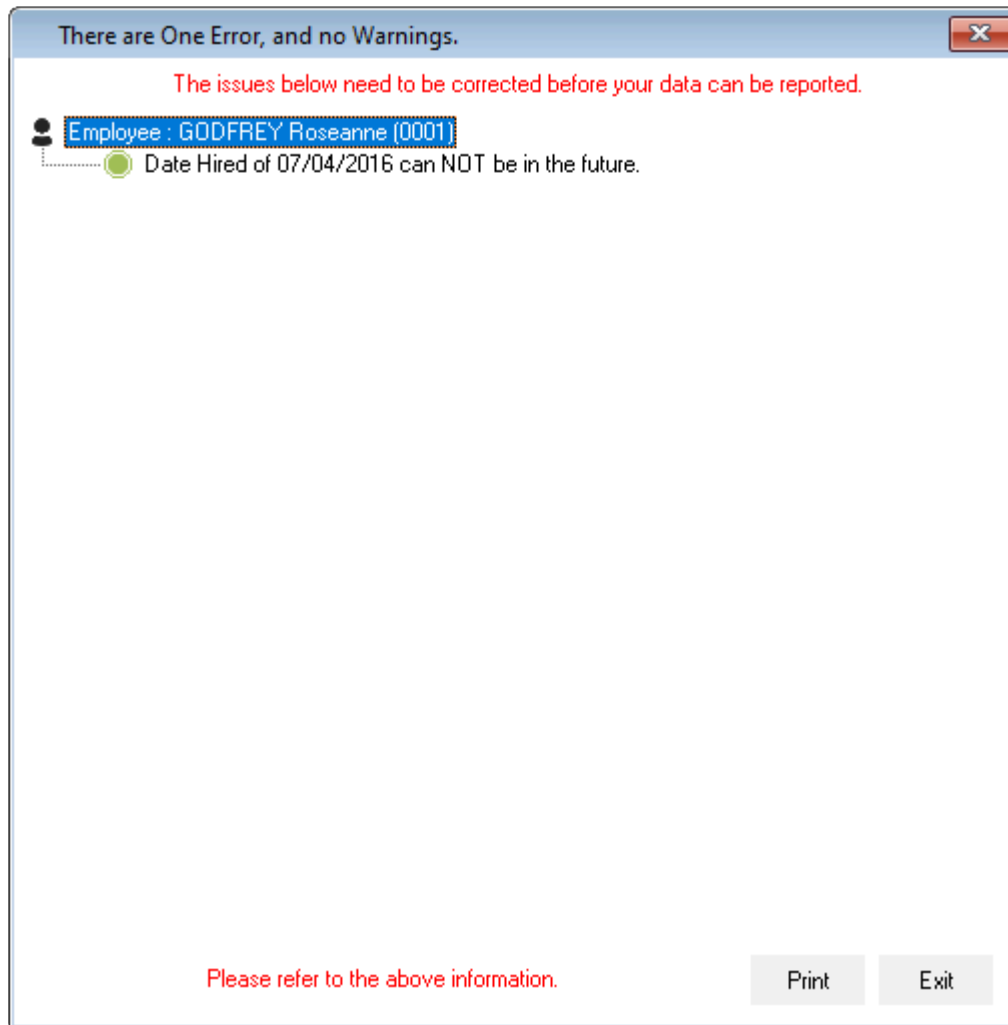 There are One Error, and no Warnings.
The issues below need to be corrected before your data can be reported.
Employee : GODFREY Roseanne (0001)
Date Hired of 07/04/2016 can NOT be in the future.
Please refer to the above information.
Print
Exit